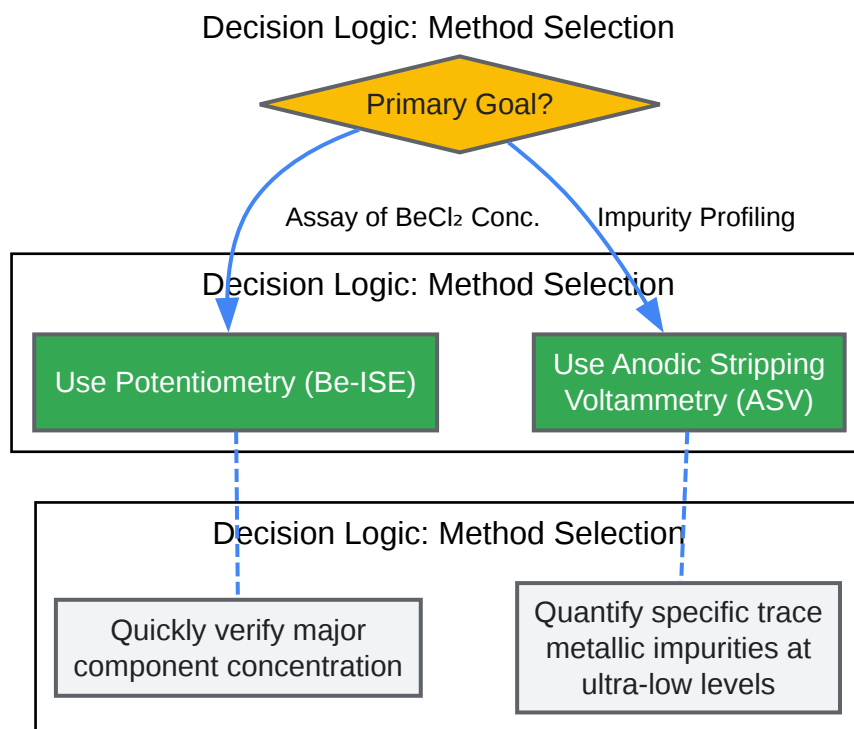 Decision Logic: Method Selection
Primary Goal?
Assay of BeCl₂ Conc.
Impurity Profiling
Decision Logic: Method Selection
Use Potentiometry (Be-ISE)
Use Anodic Stripping
Voltammetry (ASV)
Decision Logic: Method Selection
Quickly verify major
component concentration
Quantify specific trace
metallic impurities at
ultra-low levels